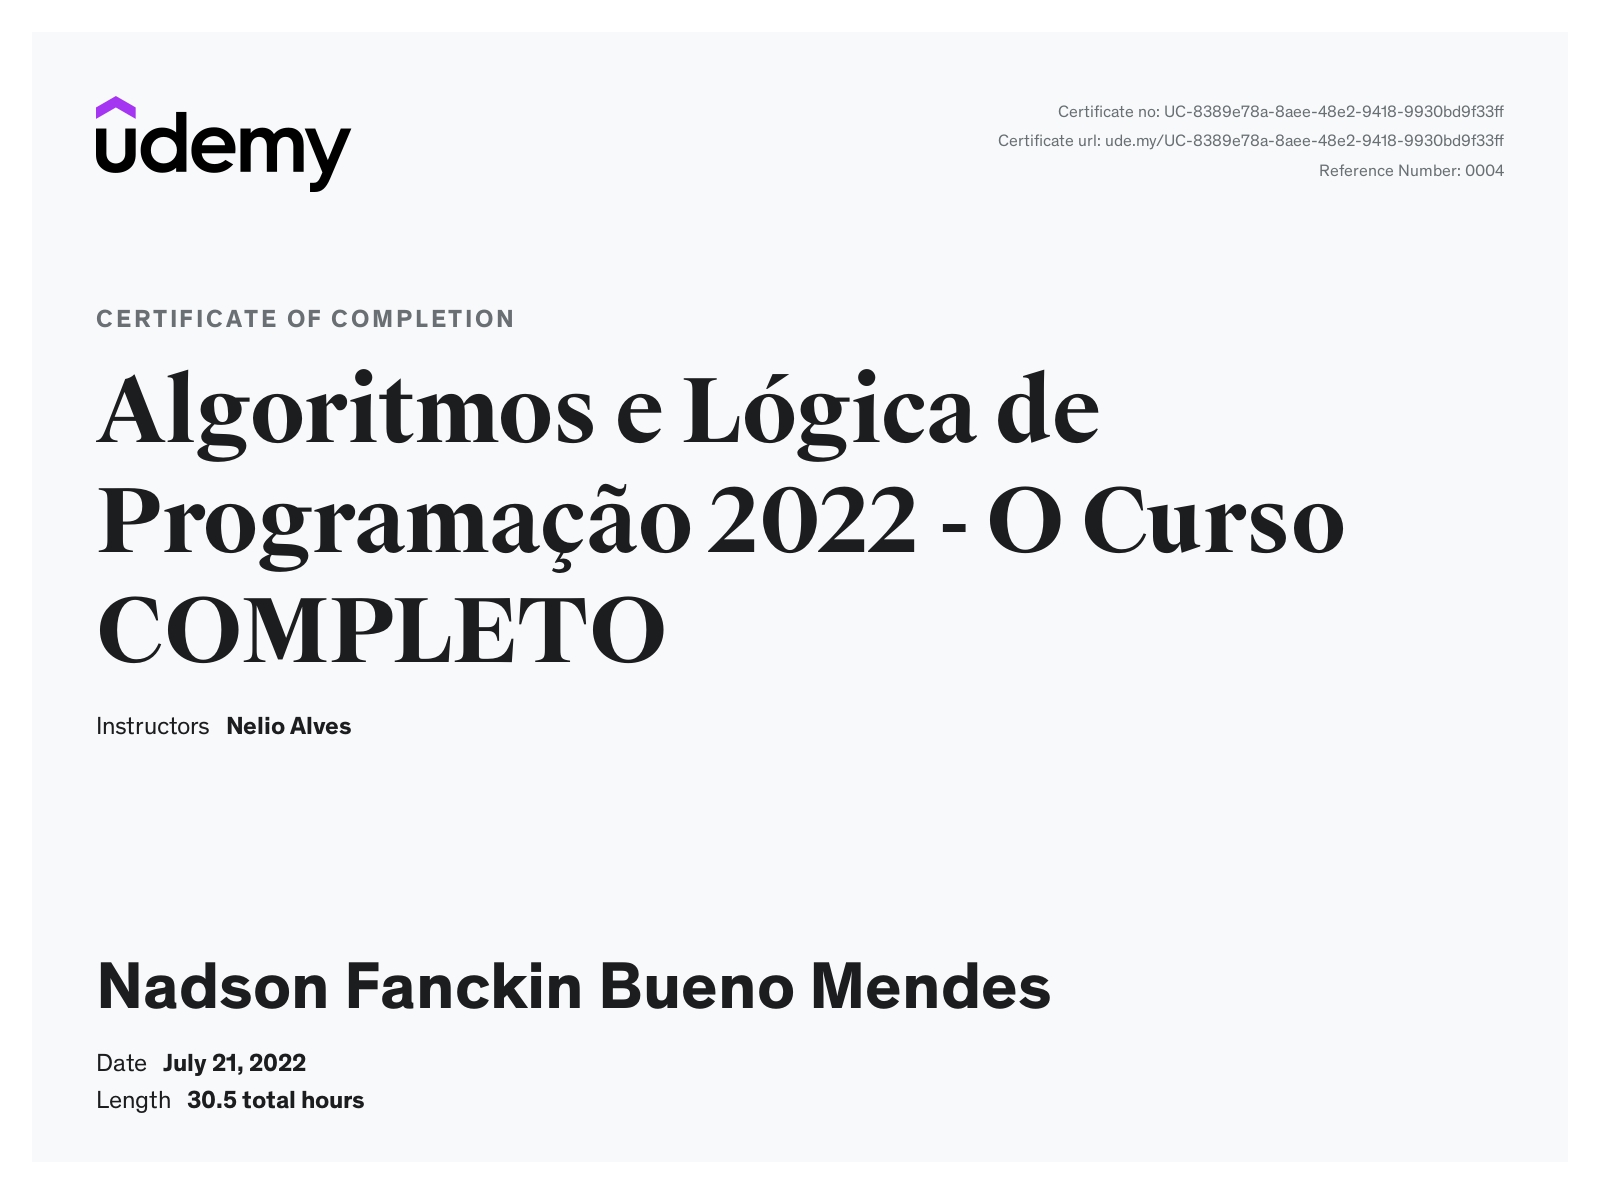 udemy
Certificate no: UC-8389e78a-8aee-48e2-9418-9930bd9f33ff
Certificate url: ude.my/UC-8389e78a-8aee-48e2-9418-9930bd9f33ff
Reference Number: 0004
CERTIFICATE OF COMPLETION
Algoritmos e Lógica de
Programação 2022 - O Curso
COMPLETO
Instructors Nelio Alves
Nadson Fanckin Bueno Mendes
Date July 21, 2022
Length 30.5 total hours